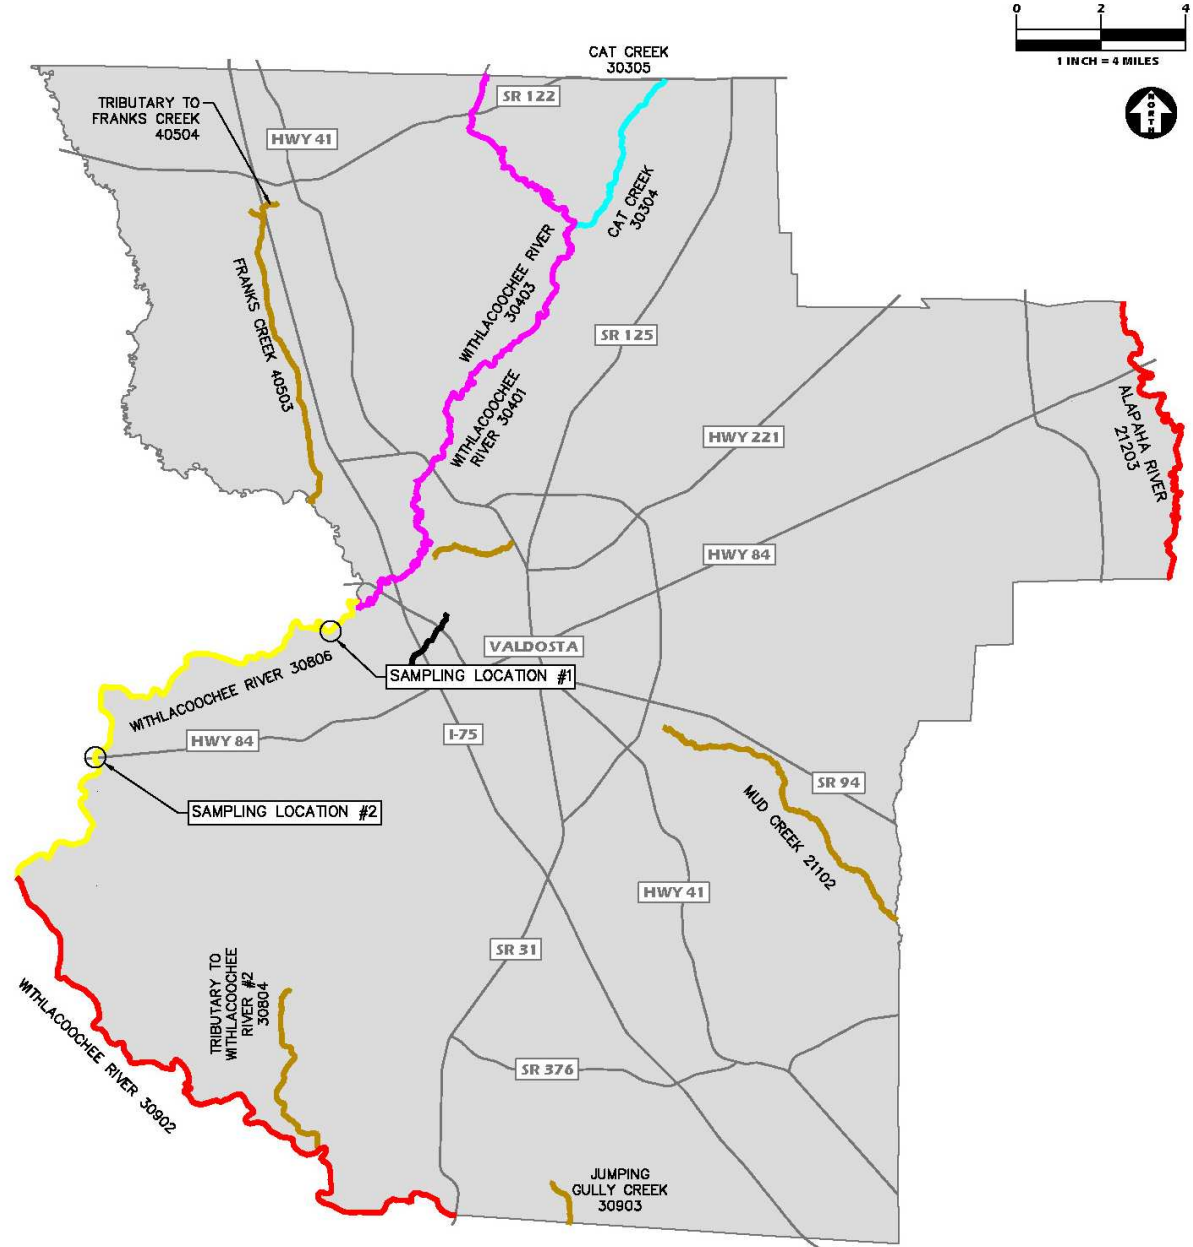 0 2 4
1 INCH = 4 MILES
NORTH
CAT CREEK
30305
SR 122
TRIBUTARY TO
FRANKS CREEK
40504
HWY 41
CAT CREEK
30304
WITHLACOOCHEE RIVER
30403
FRANKS CREEK 40503
SR 125
WITHLACOOCHEE
RIVER 30401
ALAPAHA RIVER
21203
HWY 221
HWY 84
VALDOSTA
SAMPLING LOCATION #1
WITHLACOOCHEE RIVER 30806
HWY 84
I-75
SR 94
SAMPLING LOCATION #2
MUD CREEK 21102
HWY 41
SR 31
TRIBUTARY TO
WITHLACOOCHEE
RIVER #2
30804
WITHLACOOCHEE RIVER 30902
SR 376
JUMPING
GULLY CREEK
30903